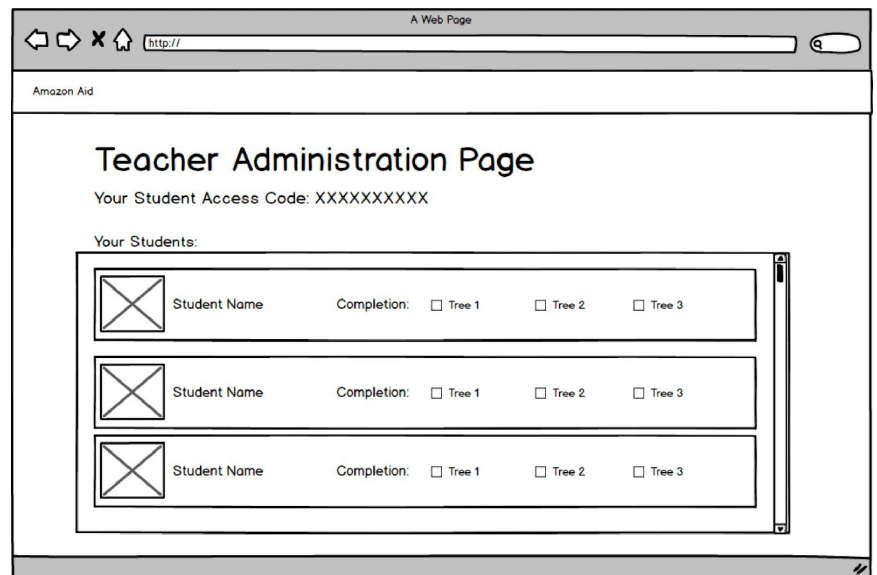 A Web Page
http://
Amazon Aid
Teacher Administration Page
Your Student Access Code: XXXXXXXXXX
Your Students:
Student Name Completion: Tree 1 Tree 2 Tree 3
Student Name Completion: Tree 1 Tree 2 Tree 3
Student Name Completion: Tree 1 Tree 2 Tree 3